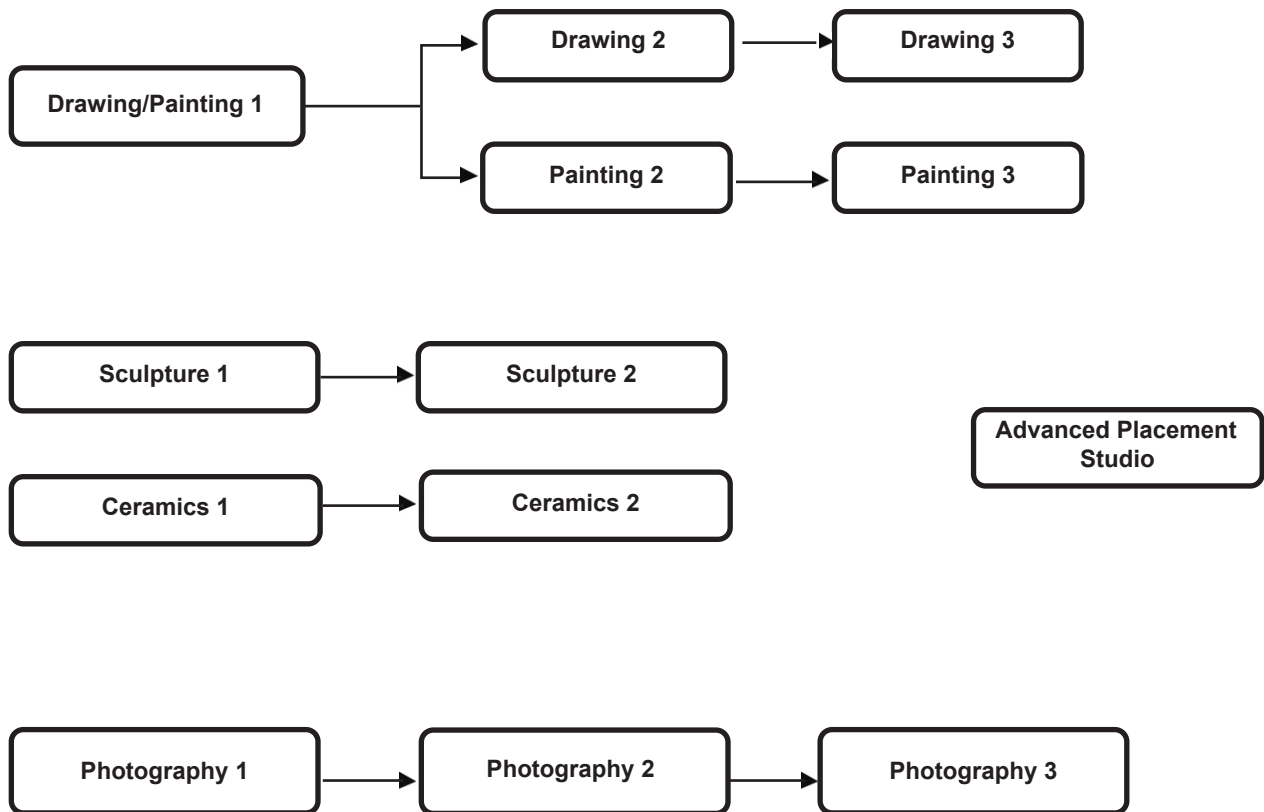 Drawing 2
Drawing 3
Drawing/Painting 1
Painting 2
Painting 3
Sculpture 1
Sculpture 2
Advanced Placement
Studio
Ceramics 1
Ceramics 2
Photography 1
Photography 2
Photography 3